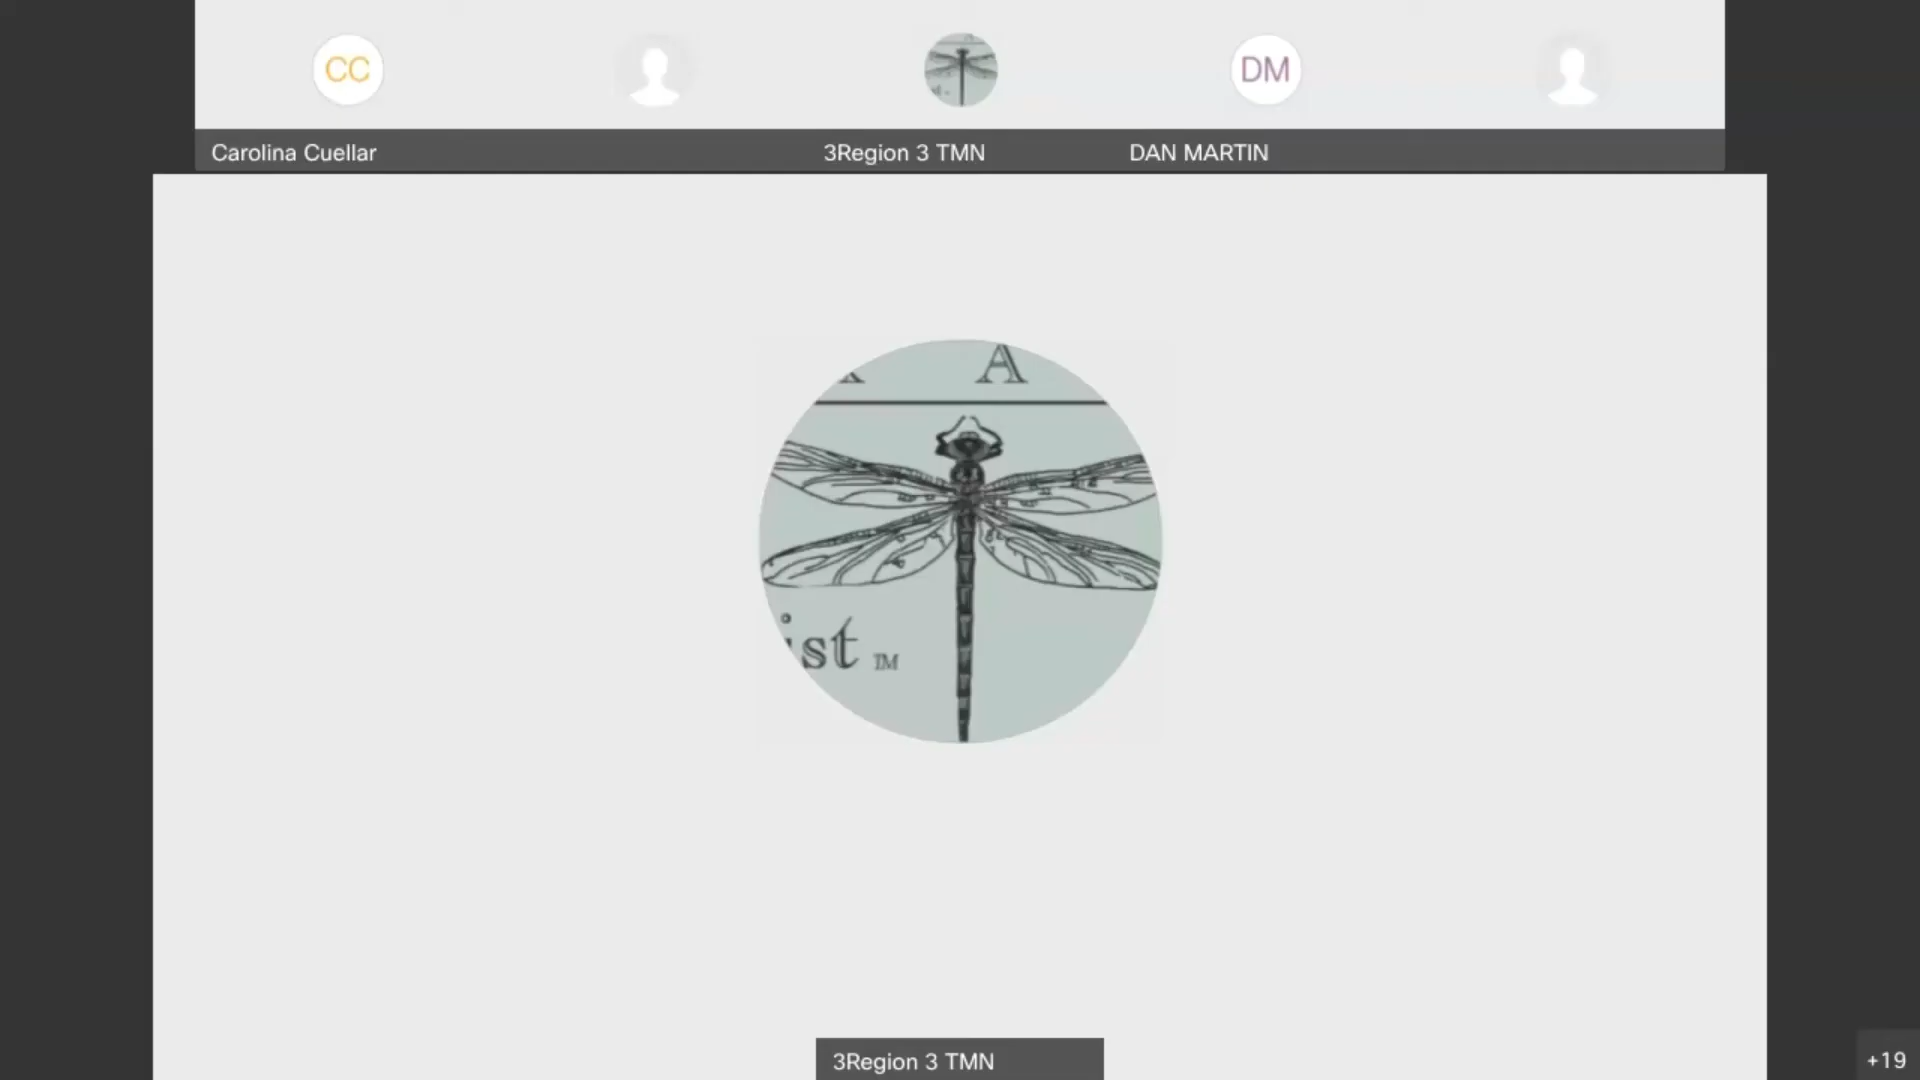 CC
DM
Carolina Cuellar
3Region 3 TMN
DAN MARTIN
A
ist TM
3Region 3 TMN
+19